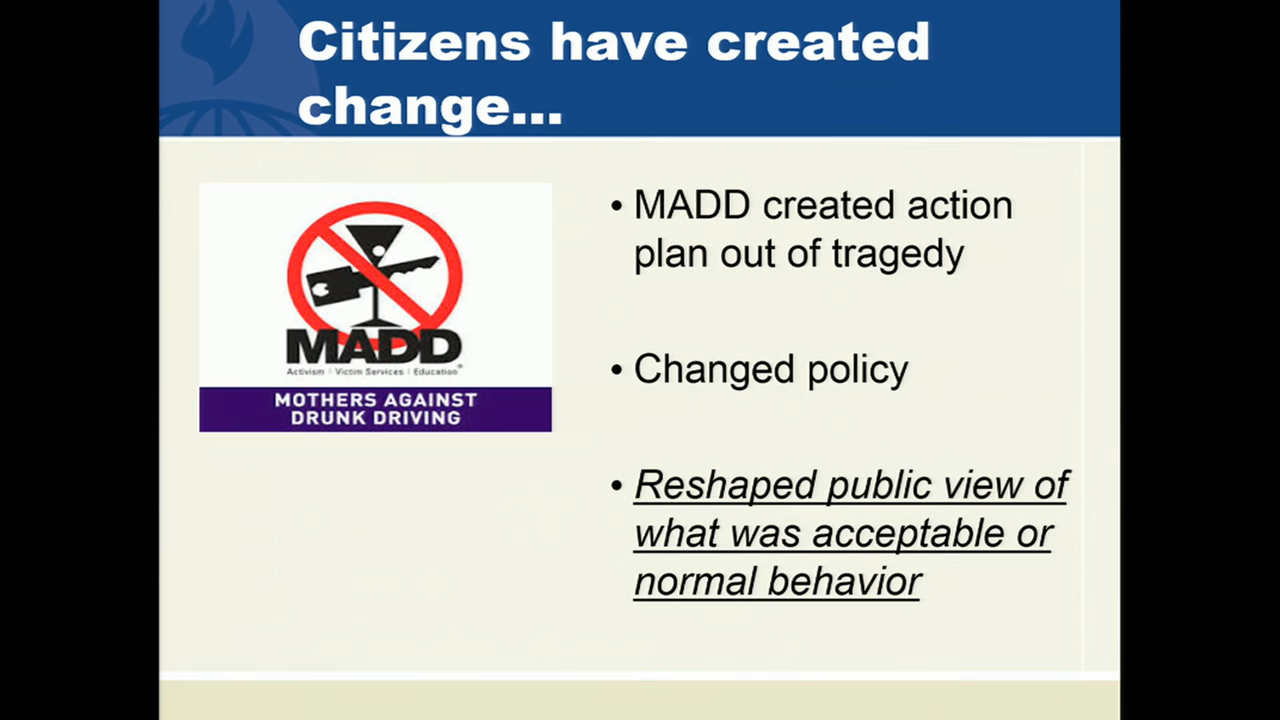 Citizens have created
change...
MADD
Activism | Victim Services | Education
MOTHERS AGAINST
DRUNK DRIVING
• MADD created action
plan out of tragedy
• Changed policy
• Reshaped public view of
what was acceptable or
normal behavior